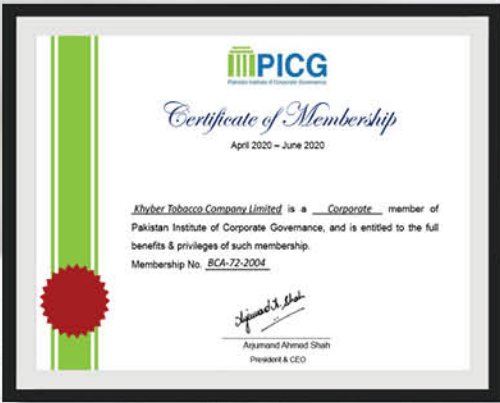 PICG
Pakistan Institute of Corporate Governance
Certificate of Membership
April 2020 – June 2020
Khyber Tobacco Company Limited is a Corporate member of
Pakistan Institute of Corporate Governance, and is entitled to the full
benefits & privileges of such membership.
Membership No. BCA-72-2004
Arjumand A. Shah
Arjumand Ahmed Shah
President & CEO